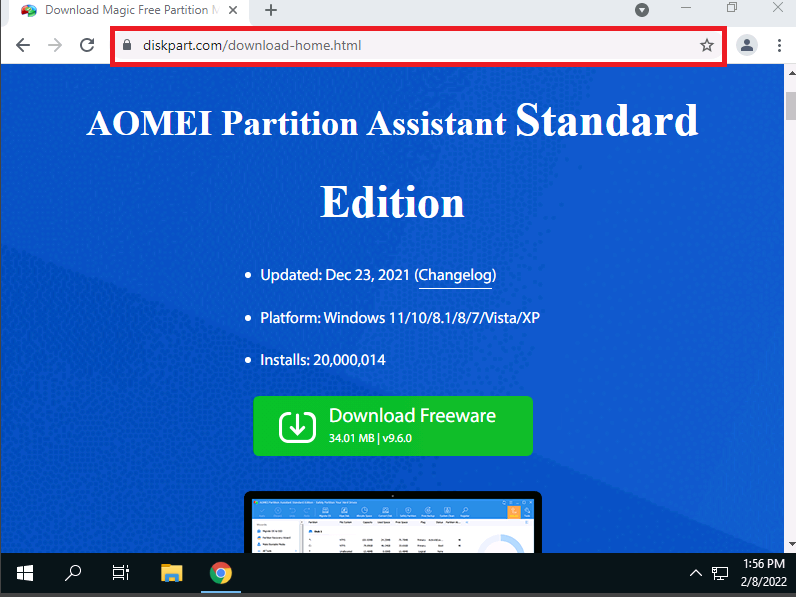 Download Magic Free Partition M
diskpart.com/download-home.html
AOMEI Partition Assistant Standard
Edition
Updated: Dec 23, 2021 (Changelog)
Platform: Windows 11/10/8.1/8/7/Vista/XP
Installs: 20,000,014
Download Freeware
34.01 MB | v9.6.0
1:56 PM
2/8/2022